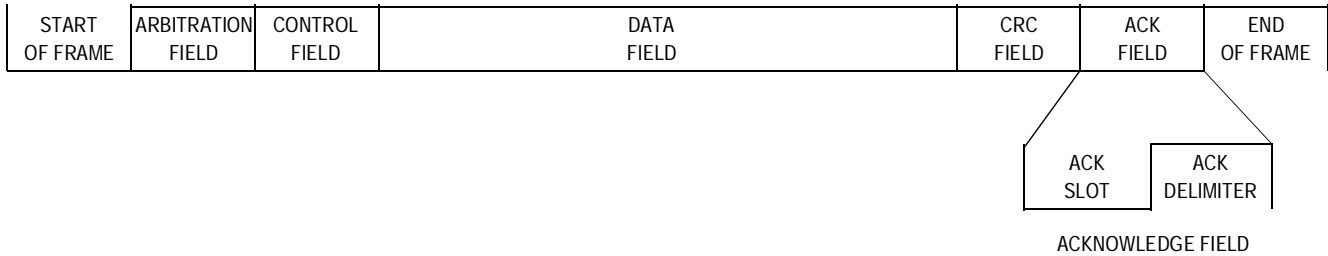 START OF FRAME
ARBITRATION FIELD
CONTROL FIELD
DATA FIELD
CRC FIELD
ACK FIELD
END OF FRAME
ACK SLOT
ACK DELIMITER
ACKNOWLEDGE FIELD